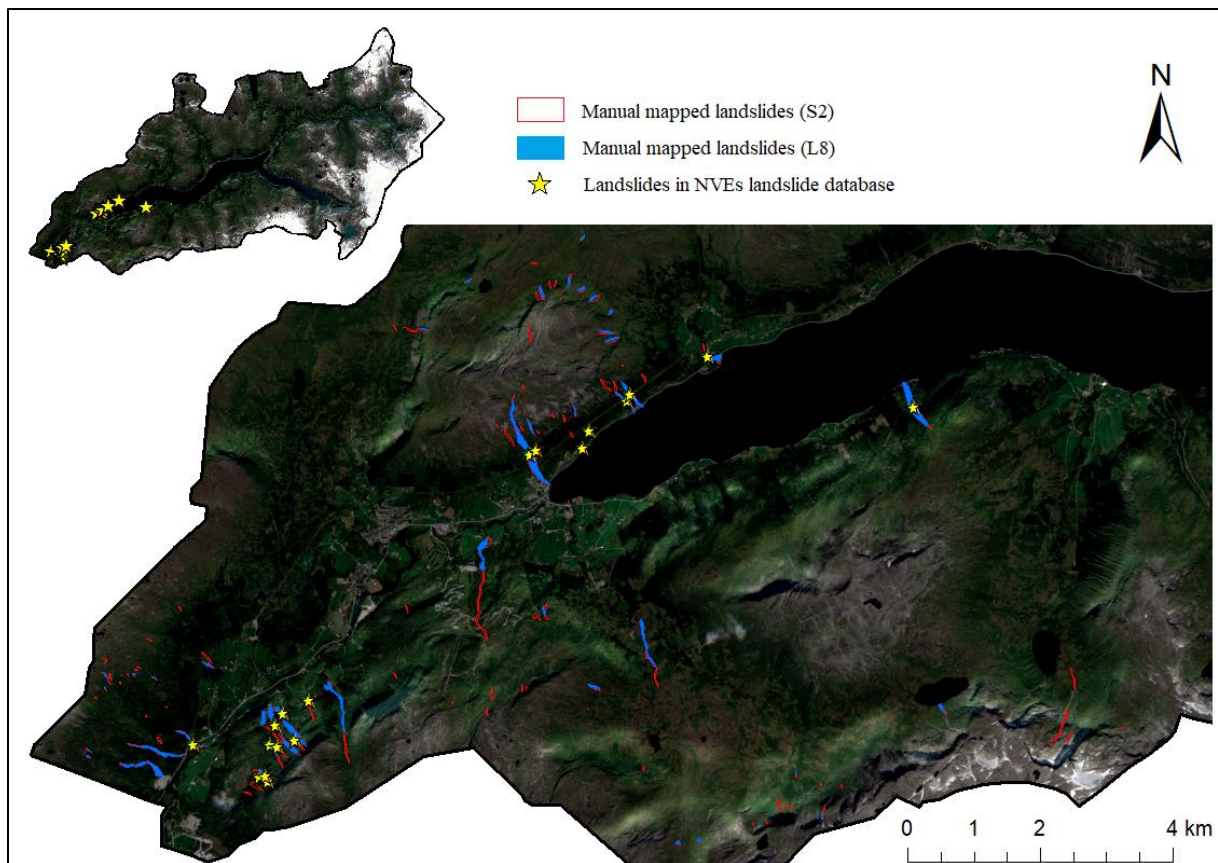 N
Manual mapped landslides (S2)
Manual mapped landslides (L8)
Landslides in NVEs landslide database
0 1 2 4 km